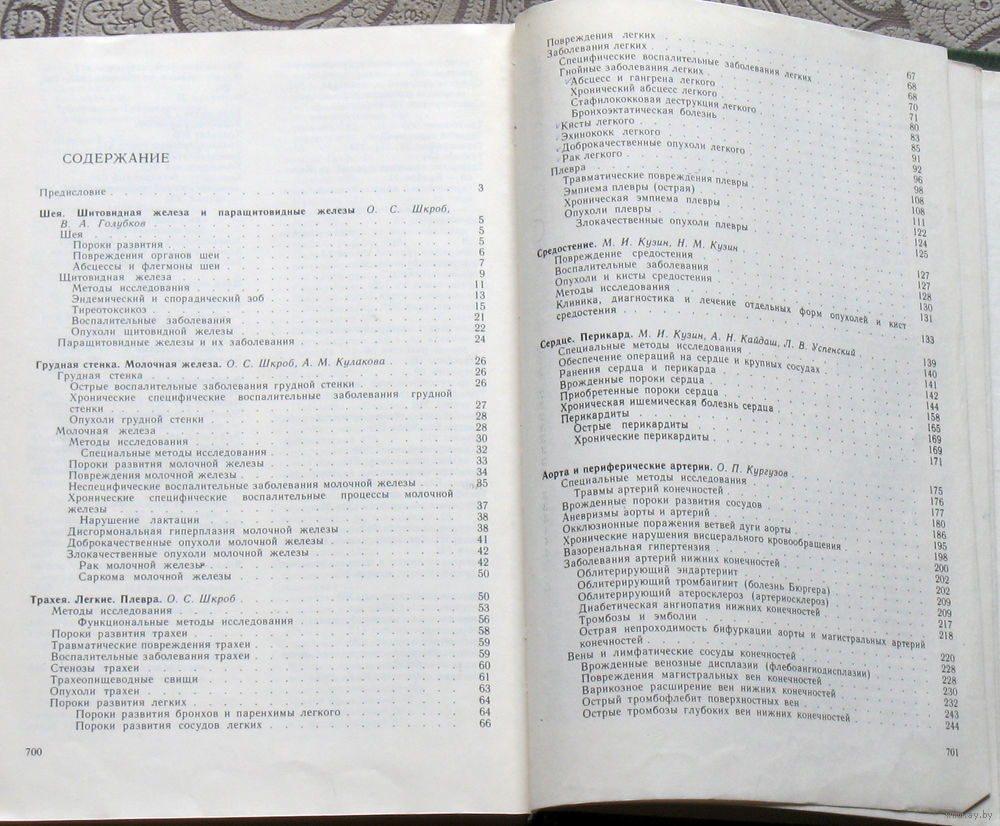 СОДЕРЖАНИЕ
Предисловие . . . 3
Шея. Щитовидная железа и паращитовидные железы О. С. Шкроб,
В. А. Голубков . . . 5
Шея . . . 5
Пороки развития . . . 5
Повреждения органов шеи . . . 6
Абсцессы и флегмоны шеи . . . 7
Щитовидная железа . . . 9
Методы исследования . . . 11
Эндемический и спорадический зоб . . . 13
Тиреотоксикоз . . . 15
Воспалительные заболевания . . . 21
Опухоли щитовидной железы . . . 22
Паращитовидные железы и их заболевания . . . 24
Грудная стенка. Молочная железа. О. С. Шкроб, А. М. Кулакова . . . 26
Грудная стенка . . . 26
Острые воспалительные заболевания грудной стенки . . . 26
Хронические специфические воспалительные заболевания грудной
стенки . . . 27
Опухоли грудной стенки . . . 28
Молочная железа . . . 28
Методы исследования . . . 30
Специальные методы исследования . . . 32
Пороки развития молочной железы . . . 33
Повреждения молочной железы . . . 34
Неспецифические воспалительные заболевания молочной железы . . . 35
Хронические специфические воспалительные процессы молочной
железы . . . 37
Нарушение лактации . . . 38
Дисгормональная гиперплазия молочной железы . . . 38
Доброкачественные опухоли молочной железы . . . 41
Злокачественные опухоли молочной железы . . . 42
Рак молочной железы . . . 42
Саркома молочной железы . . . 50
Трахея. Легкие. Плевра. О. С. Шкроб . . . 50
Методы исследования . . . 53
Функциональные методы исследования . . . 56
Пороки развития трахеи . . . 58
Травматические повреждения трахеи . . . 59
Воспалительные заболевания трахеи . . . 59
Стенозы трахеи . . . 60
Трахеопищеводные свищи . . . 61
Опухоли трахеи . . . 63
Пороки развития легких . . . 64
Пороки развития бронхов и паренхимы легкого . . . 64
Пороки развития сосудов легких . . . 66
700
Повреждения легких . . . 67
Заболевания легких . . . 68
Специфические воспалительные заболевания легких . . . 68
Гнойные заболевания легких . . . 70
Абсцесс и гангрена легкого . . . 71
Хронический абсцесс легкого . . . 80
Стафилококковая деструкция легкого . . . 83
Бронхоэктатическая болезнь . . . 85
Кисты легкого . . . 91
Эхинококк легкого . . . 92
Доброкачественные опухоли легкого . . . 96
Рак легкого . . . 98
Плевра . . . 108
Травматические повреждения плевры . . . 108
Эмпиема плевры (острая) . . . 111
Хроническая эмпиема плевры . . . 122
Опухоли плевры . . . 124
Злокачественные опухоли плевры . . . 125
Средостение. М. И. Кузин, Н. М. Кузин . . . 127
Повреждение средостения . . . 127
Воспалительные заболевания . . . 128
Опухоли и кисты средостения . . . 130
Методы исследования . . . 131
Клиника, диагностика и лечение отдельных форм опухолей и кист
средостения . . . 133
Сердце. Перикард. М. И. Кузин, А. Н. Кайдаш, Л. В. Успенский . . . 139
Специальные методы исследования . . . 140
Обеспечение операций на сердце и крупных сосудах . . . 141
Ранения сердца и перикарда . . . 142
Врожденные пороки сердца . . . 144
Приобретенные пороки сердца . . . 158
Хроническая ишемическая болезнь сердца . . . 165
Перикардиты . . . 169
Острые перикардиты . . . 169
Хронические перикардиты . . . 171
Аорта и периферические артерии. О. П. Кургузов . . . 175
Специальные методы исследования . . . 176
Травмы артерий конечностей . . . 177
Врожденные пороки развития сосудов . . . 180
Аневризмы аорты и артерий . . . 186
Окклюзионные поражения ветвей дуги аорты . . . 195
Хронические нарушения висцерального кровообращения . . . 198
Вазоренальная гипертензия . . . 200
Заболевания артерий нижних конечностей . . . 202
Облитерирующий эндартериит . . . 202
Облитерирующий тромбангиит (болезнь Бюргера) . . . 209
Облитерирующий атеросклероз (артериосклероз) . . . 209
Диабетическая ангиопатия нижних конечностей . . . 217
Тромбозы и эмболии . . . 218
Острая непроходимость бифуркации аорты и магистральных артерий
конечностей . . . 220
Вены и лимфатические сосуды конечностей . . . 228
Врожденные венозные дисплазии (флебоангиодисплазии) . . . 228
Повреждения магистральных вен конечностей . . . 230
Варикозное расширение вен нижних конечностей . . . 232
Острый тромбофлебит поверхностных вен . . . 243
Острые тромбозы глубоких вен нижних конечностей . . . 244
701